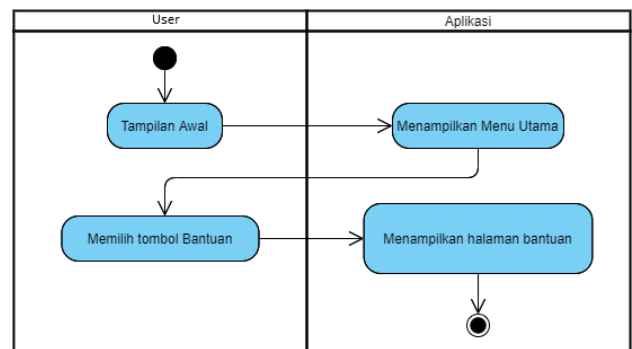 User
Aplikasi
Tampilan Awal
Menampilkan Menu Utama
Memilih tombol Bantuan
Menampilkan halaman bantuan